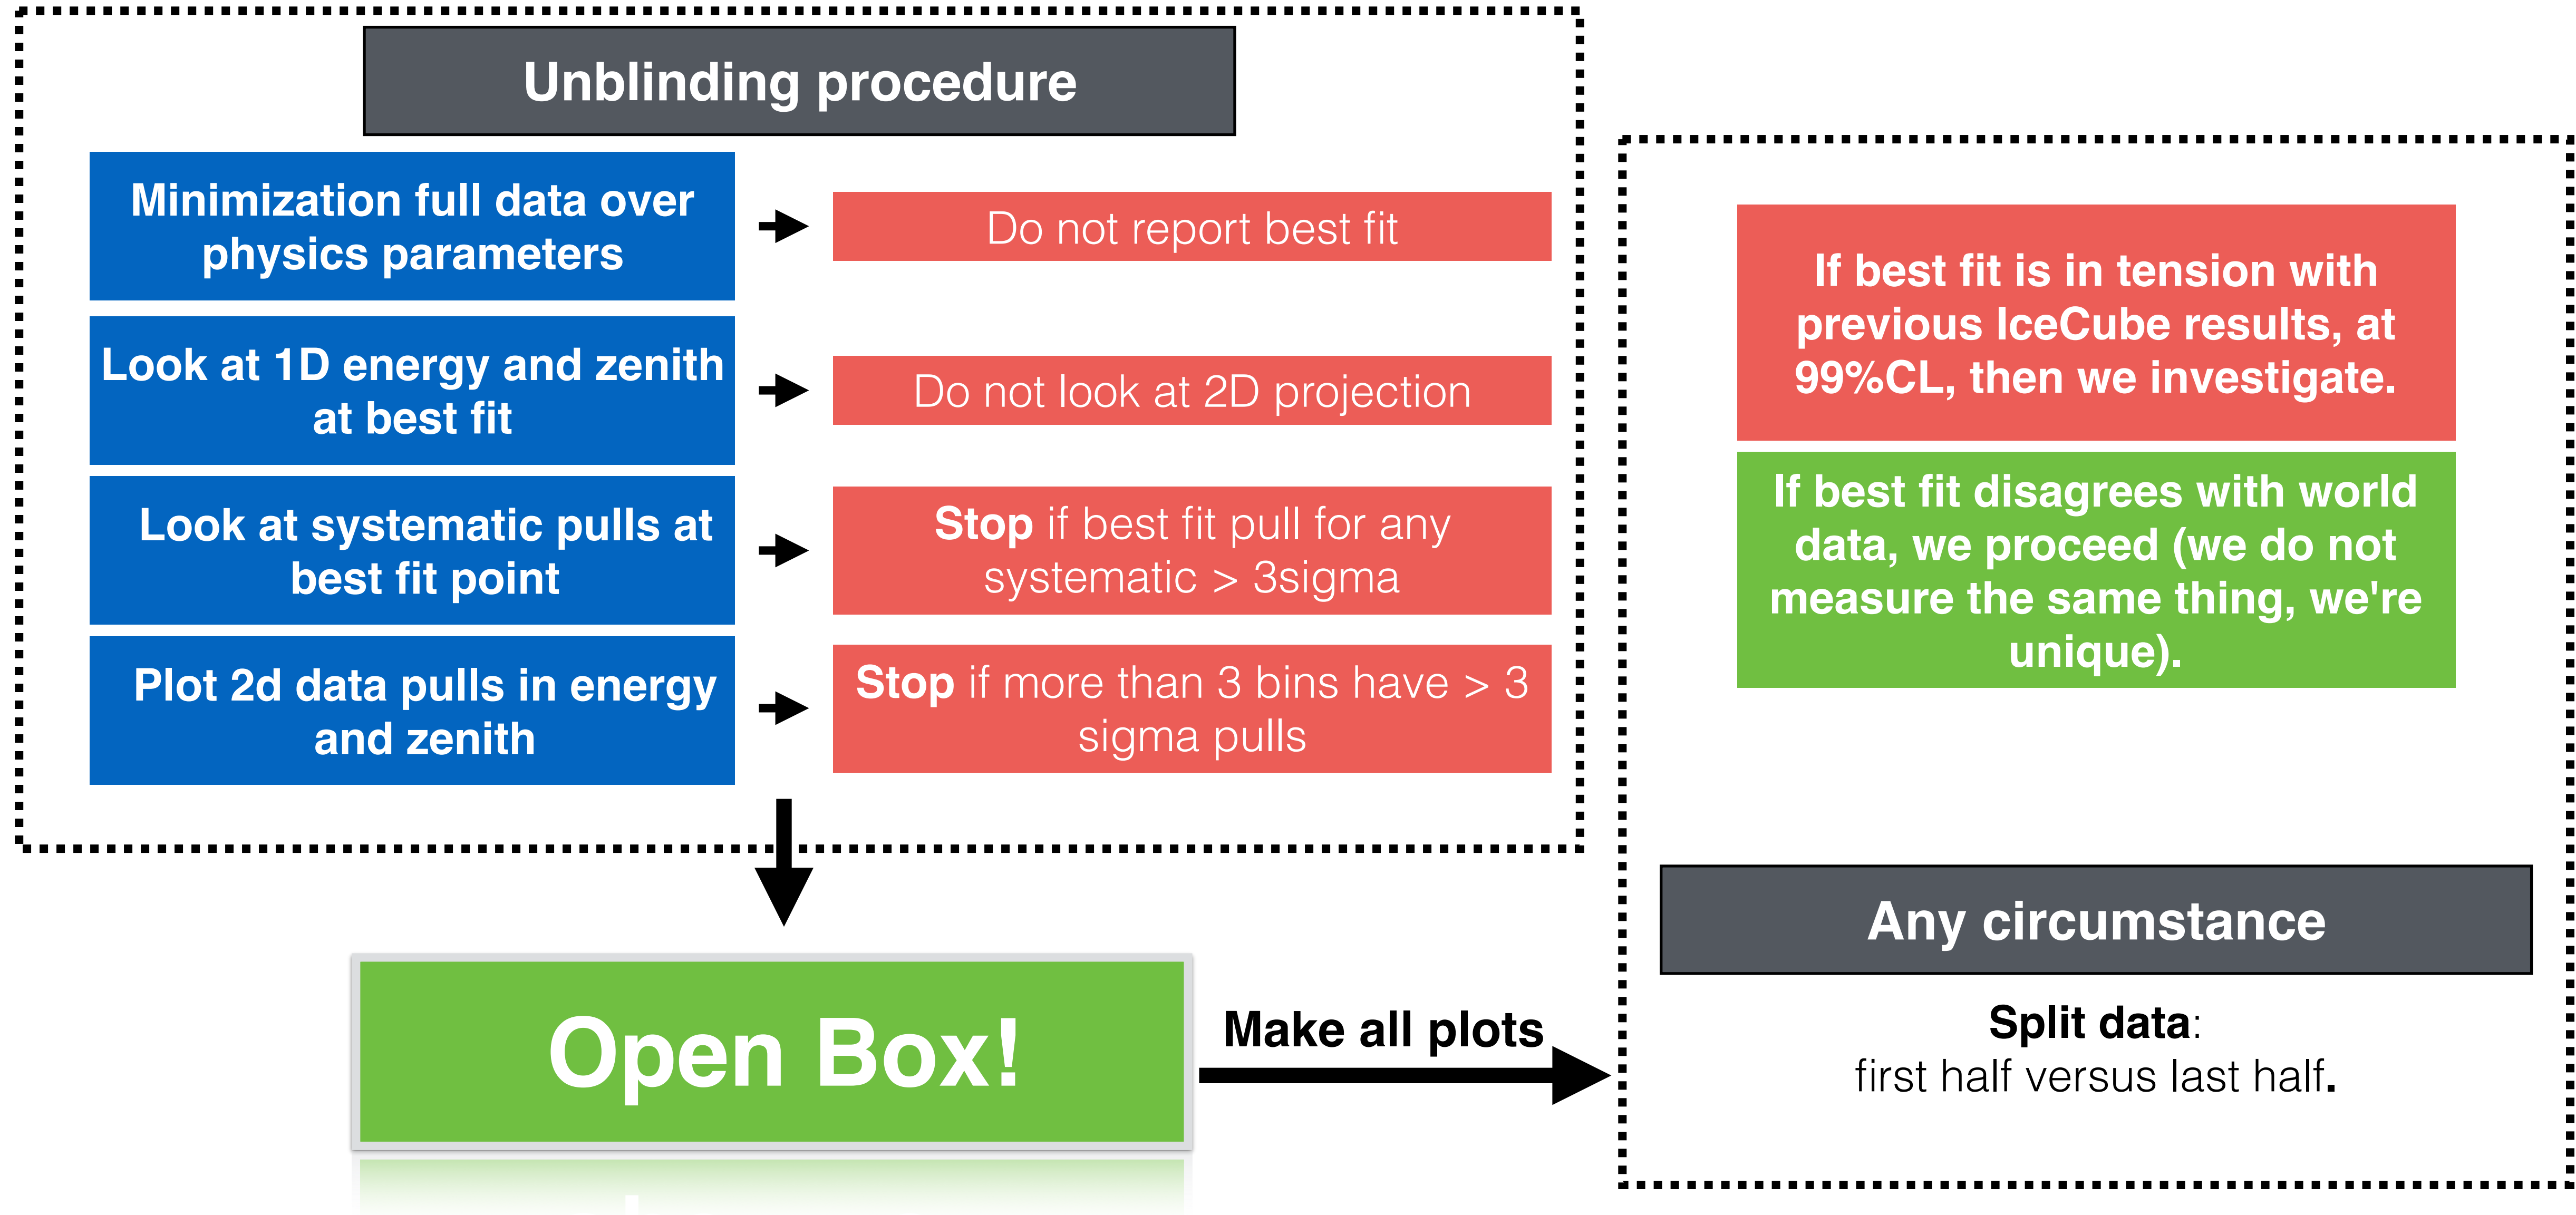 Unblinding procedure
Minimization full data over
physics parameters
Do not report best fit
Look at 1D energy and zenith
at best fit
Do not look at 2D projection
Look at systematic pulls at
best fit point
Stop if best fit pull for any
systematic > 3sigma
Plot 2d data pulls in energy
and zenith
Stop if more than 3 bins have > 3
sigma pulls
Open Box!
Make all plots
If best fit is in tension with
previous IceCube results, at
99%CL, then we investigate.
If best fit disagrees with world
data, we proceed (we do not
measure the same thing, we're
unique).
Any circumstance
Split data:
first half versus last half.